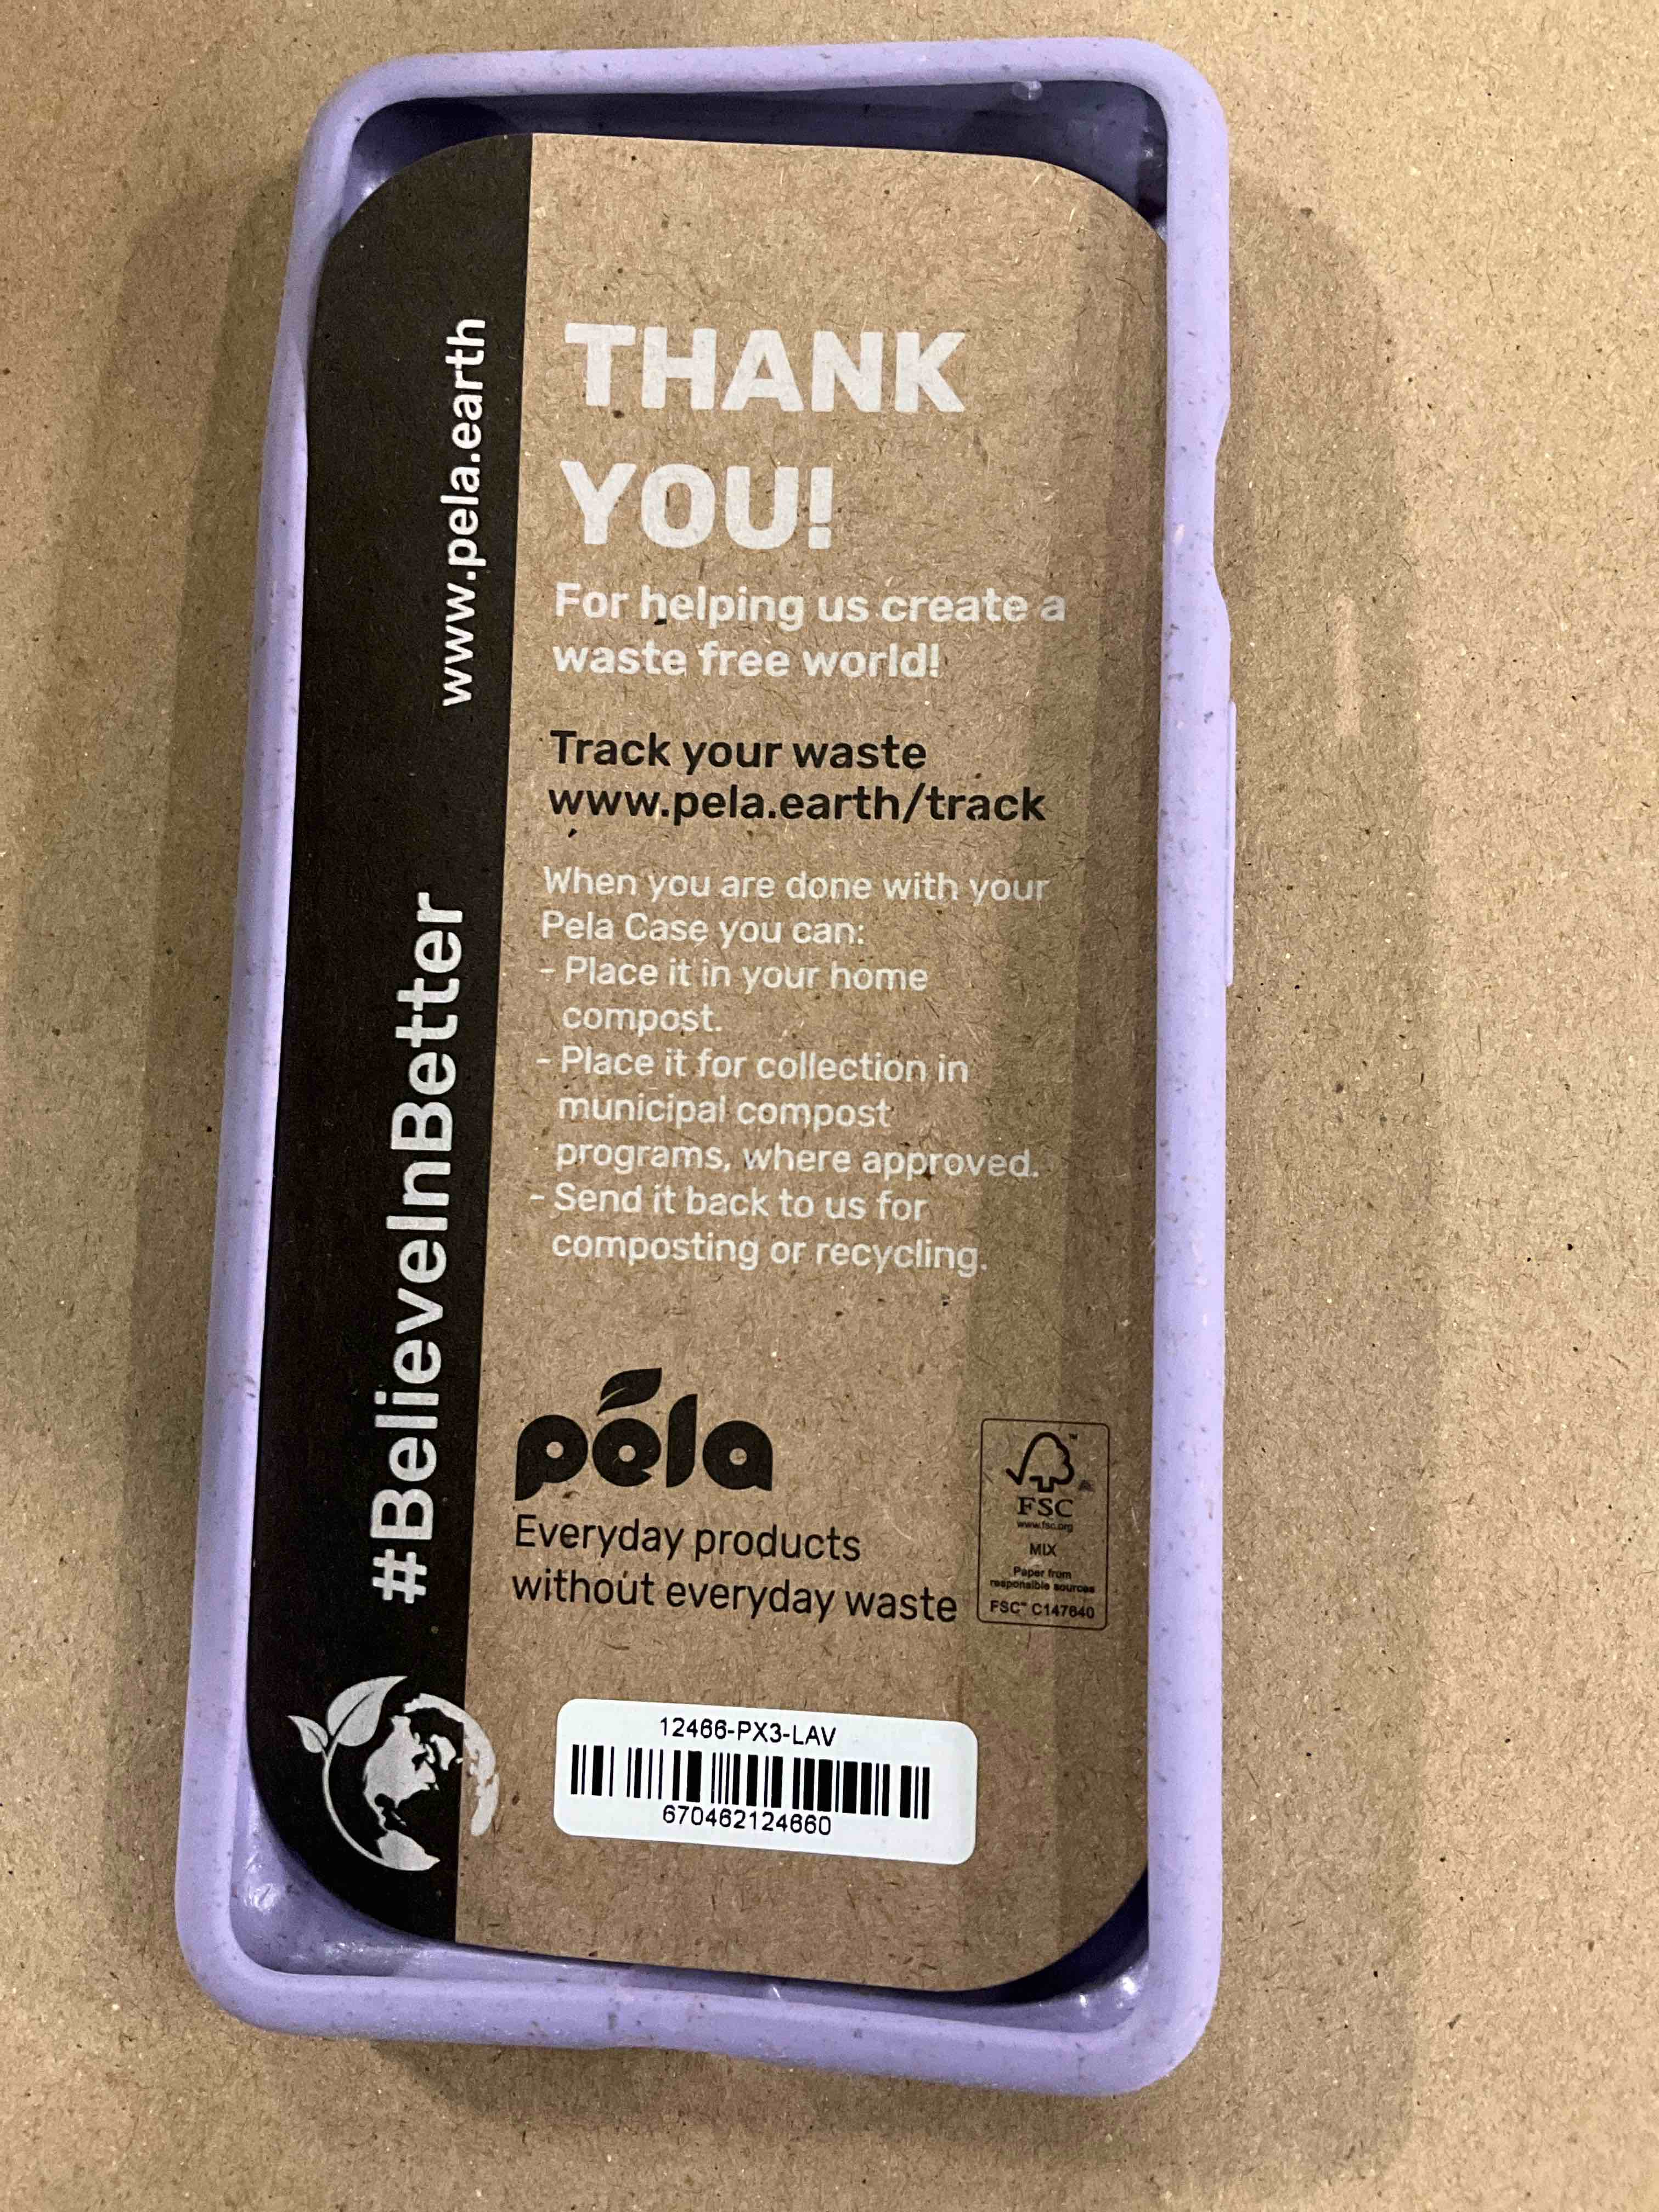 www.pela.earth
#BelieveInBetter
THANK
YOU!
For helping us create a
waste free world!
Track your waste
www.pela.earth/track
When you are done with your
Pela Case you can:
- Place it in your home
compost.
- Place it for collection in
municipal compost
programs, where approved.
- Send it back to us for
composting or recycling.
pela
Everyday products
without everyday waste
FSC
www.fsc.org
MIX
Paper from
responsible sources
FSC™ C147640
12466-PX3-LAV
670462124660